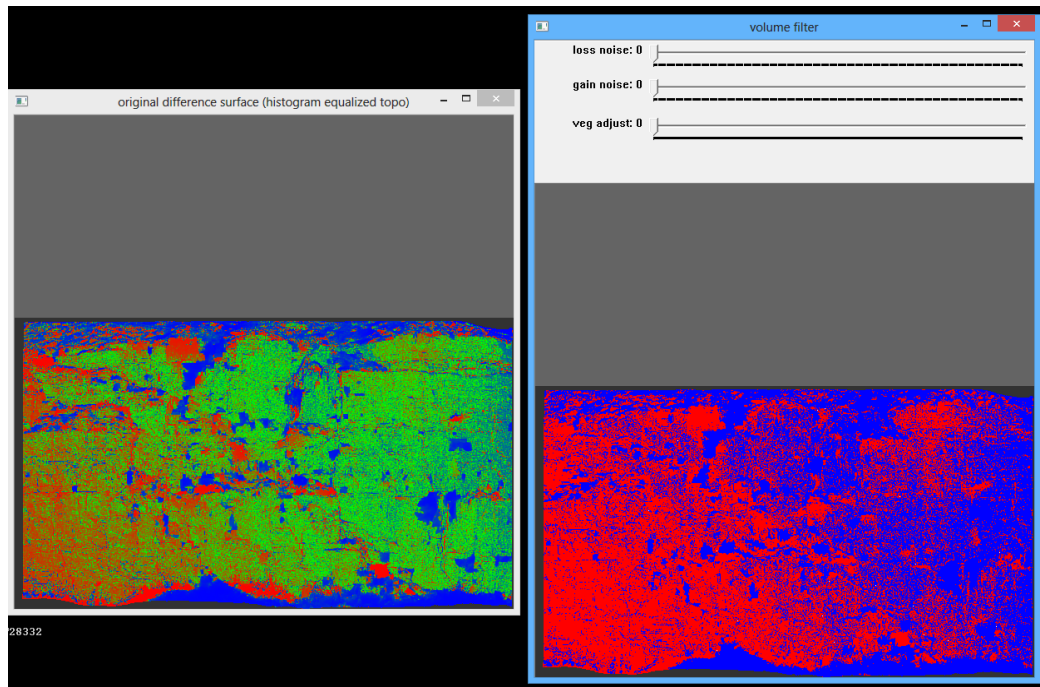 volume filter
loss noise: 0
gain noise: 0
veg adjust: 0
original difference surface (histogram equalized topo)
28332